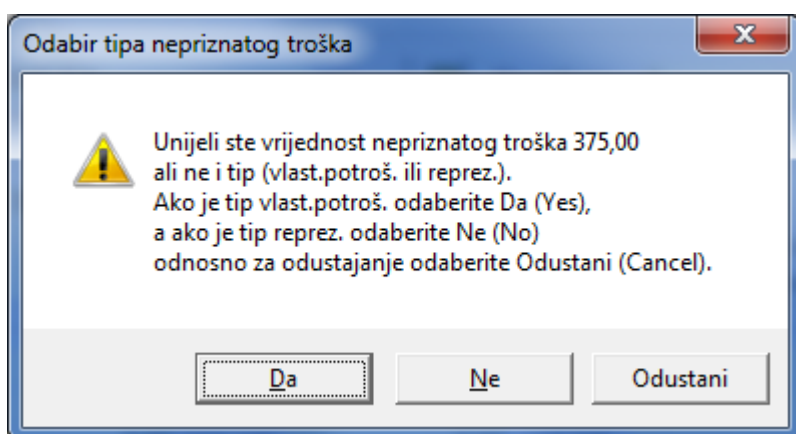 Odabir tipa nepriznatog troška
Unijeli ste vrijednost nepriznatog troška 375,00
ali ne i tip (vlast.potroš. ili reprez.).
Ako je tip vlast.potroš. odaberite Da (Yes),
a ako je tip reprez. odaberite Ne (No)
odnosno za odustajanje odaberite Odustani (Cancel).
Da
Ne
Odustani